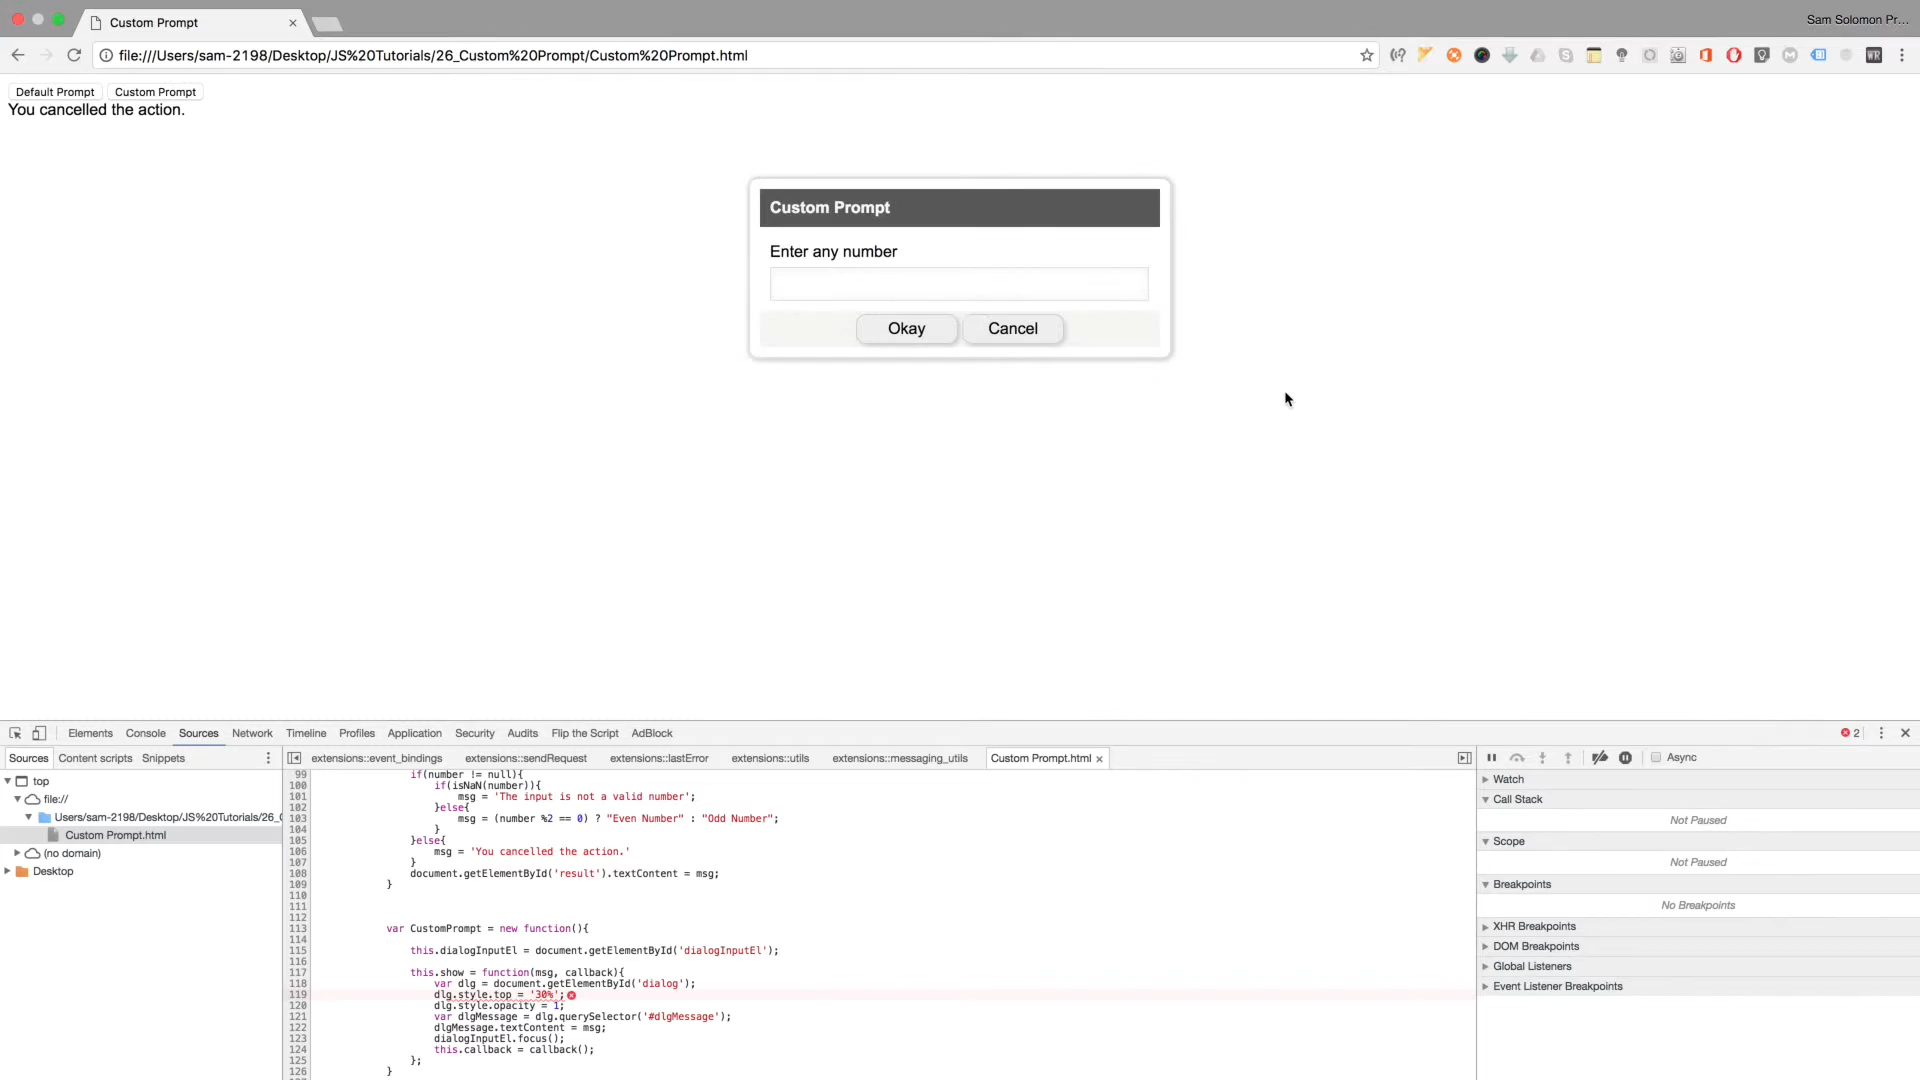 Custom Prompt
Sam Solomon Pr...
file:///Users/sam-2198/Desktop/JS%20Tutorials/26_Custom%20Prompt/Custom%20Prompt.html
Default Prompt Custom Prompt
You cancelled the action.
Custom Prompt
Enter any number
Okay Cancel
Elements Console Sources Network Timeline Profiles Application Security Audits Flip the Script AdBlock 2
Sources Content scripts Snippets
extensions::event_bindings extensions::sendRequest extensions::lastError extensions::utils extensions::messaging_utils Custom Prompt.html
Async
top
file://
Users/sam-2198/Desktop/JS%20Tutorials/26_C
Custom Prompt.html
(no domain)
Desktop
99 if(number != null){
100 if(isNaN(number)){
101 msg = 'The input is not a valid number';
102 }else{
103 msg = (number %2 == 0) ? "Even Number" : "Odd Number";
104 }
105 }else{
106 msg = 'You cancelled the action.'
107 }
108 document.getElementById('result').textContent = msg;
109 }
110
111
112
113 var CustomPrompt = new function(){
114
115 this.dialogInputEl = document.getElementById('dialogInputEl');
116
117 this.show = function(msg, callback){
118 var dlg = document.getElementById('dialog');
119 dlg.style.top = '30%';
120 dlg.style.opacity = 1;
121 var dlgMessage = dlg.querySelector('#dlgMessage');
122 dlgMessage.textContent = msg;
123 dialogInputEl.focus();
124 this.callback = callback();
125 };
126 }
Watch
Call Stack
Not Paused
Scope
Not Paused
Breakpoints
No Breakpoints
XHR Breakpoints
DOM Breakpoints
Global Listeners
Event Listener Breakpoints